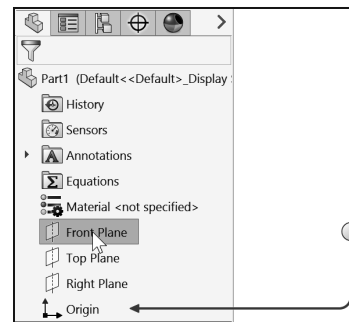 Part1 (Default<<Default>_Display
History
Sensors
Annotations
Equations
Material <not specified>
Front Plane
Top Plane
Right Plane
Origin